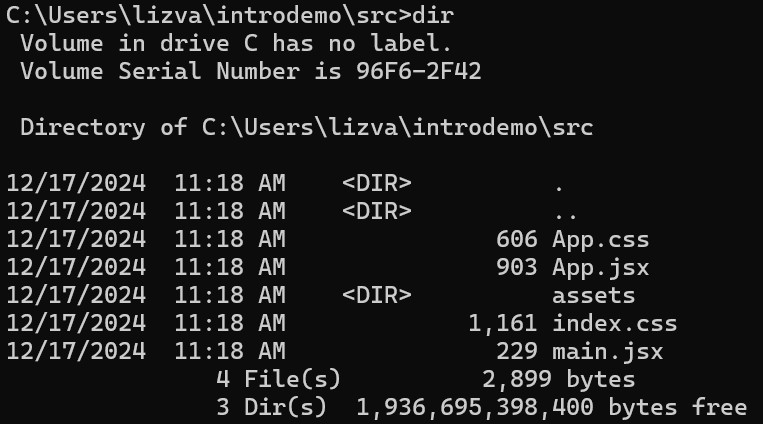 C:\Users\lizva\introdemo\src>dir
 Volume in drive C has no label.
 Volume Serial Number is 96F6-2F42

 Directory of C:\Users\lizva\introdemo\src

12/17/2024  11:18 AM    <DIR>          .
12/17/2024  11:18 AM    <DIR>          ..
12/17/2024  11:18 AM               606 App.css
12/17/2024  11:18 AM               903 App.jsx
12/17/2024  11:18 AM    <DIR>          assets
12/17/2024  11:18 AM             1,161 index.css
12/17/2024  11:18 AM               229 main.jsx
               4 File(s)          2,899 bytes
               3 Dir(s)  1,936,695,398,400 bytes free